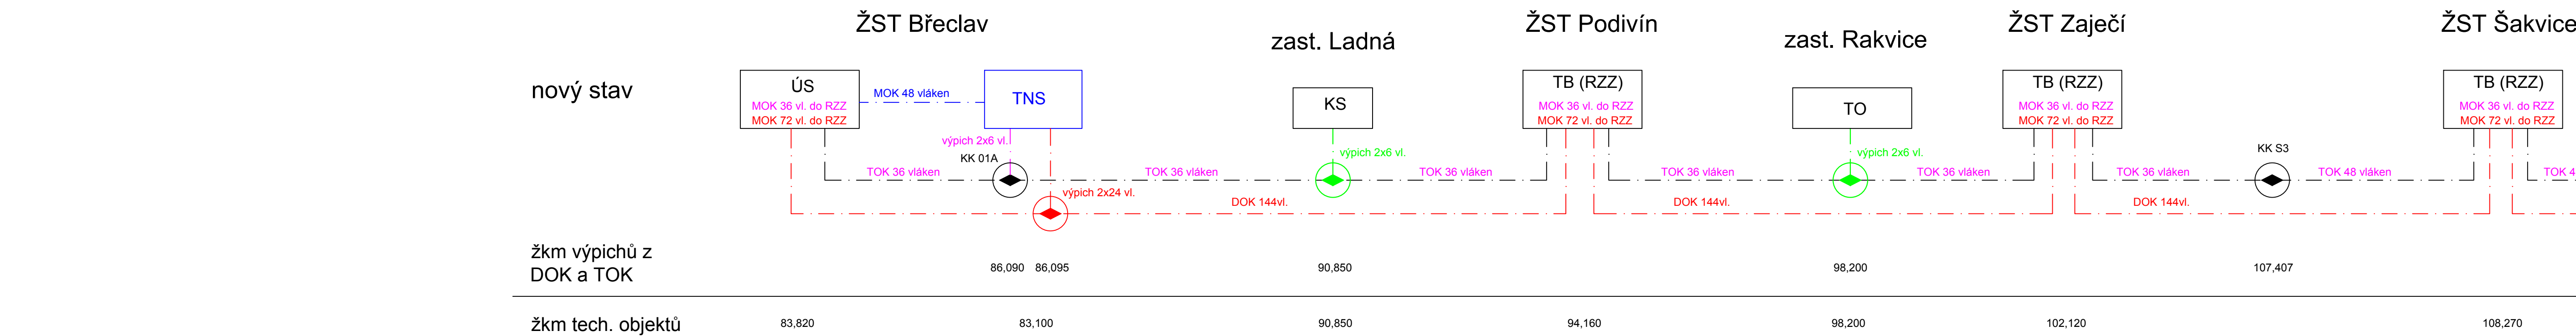 ŽST Břeclav
zast. Ladná
ŽST Podivín
zast. Rakvice
ŽST Zaječí
ŽST Šakvice
nový stav
ÚS
MOK 36 vl. do RZZ
MOK 72 vl. do RZZ
MOK 48 vláken
TNS
KS
TB (RZZ)
MOK 36 vl. do RZZ
MOK 72 vl. do RZZ
TO
TB (RZZ)
MOK 36 vl. do RZZ
MOK 72 vl. do RZZ
TB (RZZ)
MOK 36 vl. do RZZ
MOK 72 vl. do RZZ
výpich 2x6 vl.
KK 01A
výpich 2x6 vl.
výpich 2x6 vl.
KK S3
TOK 36 vláken
TOK 36 vláken
TOK 36 vláken
TOK 36 vláken
TOK 36 vláken
TOK 36 vláken
TOK 48 vláken
TOK 4
výpich 2x24 vl.
DOK 144vl.
DOK 144vl.
DOK 144vl.
žkm výpichů z
DOK a TOK
86,090 86,095 90,850 98,200 107,407
žkm tech. objektů 83,820 83,100 90,850 94,160 98,200 102,120 108,270